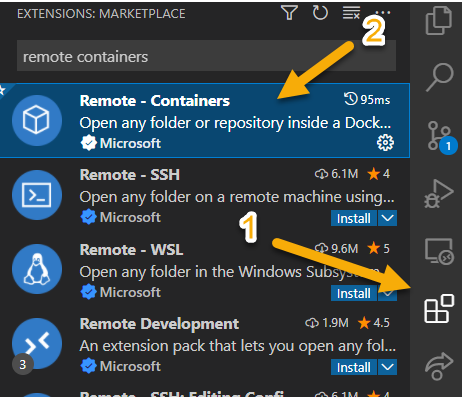 EXTENSIONS: MARKETPLACE
2
remote containers
Remote - Containers 95ms
Open any folder or repository inside a Dock...
Microsoft
Remote - SSH 6.1M 4
Open any folder on a remote machine using...
Microsoft Install
1
Remote - WSL 9.6M 5
Open any folder in the Windows Subsystem...
Microsoft Install
Remote Development 1.9M 4.5
An extension pack that lets you open any fol...
3 Microsoft Install
Remote - SSH: Editing Confi... 6.1M 4
1